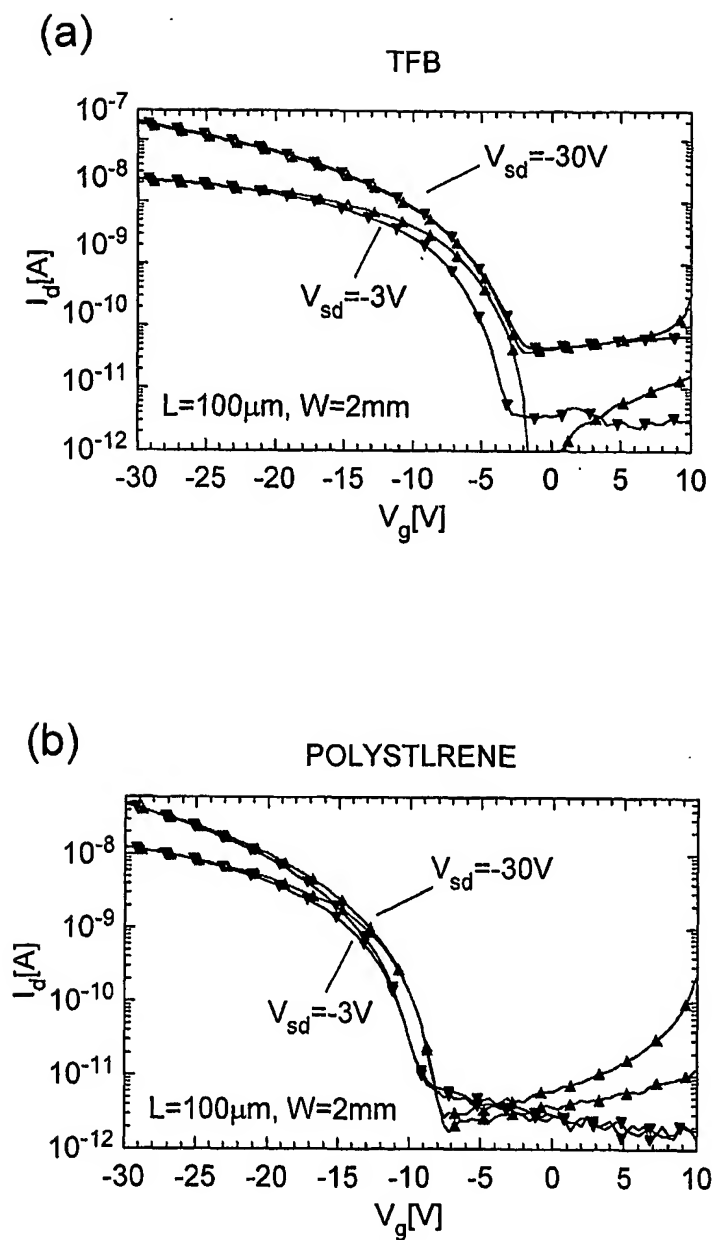 (a)
TFB
10-7
10-8
10-9
10-10
10-11
10-12
Id[A]
Vsd=-30V
Vsd=-3V
L=100μm, W=2mm
-30 -25 -20 -15 -10 -5 0 5 10
Vg[V]
(b)
POLYSTLRENE
10-8
10-9
10-10
10-11
10-12
Id[A]
Vsd=-30V
Vsd=-3V
L=100μm, W=2mm
-30 -25 -20 -15 -10 -5 0 5 10
Vg[V]